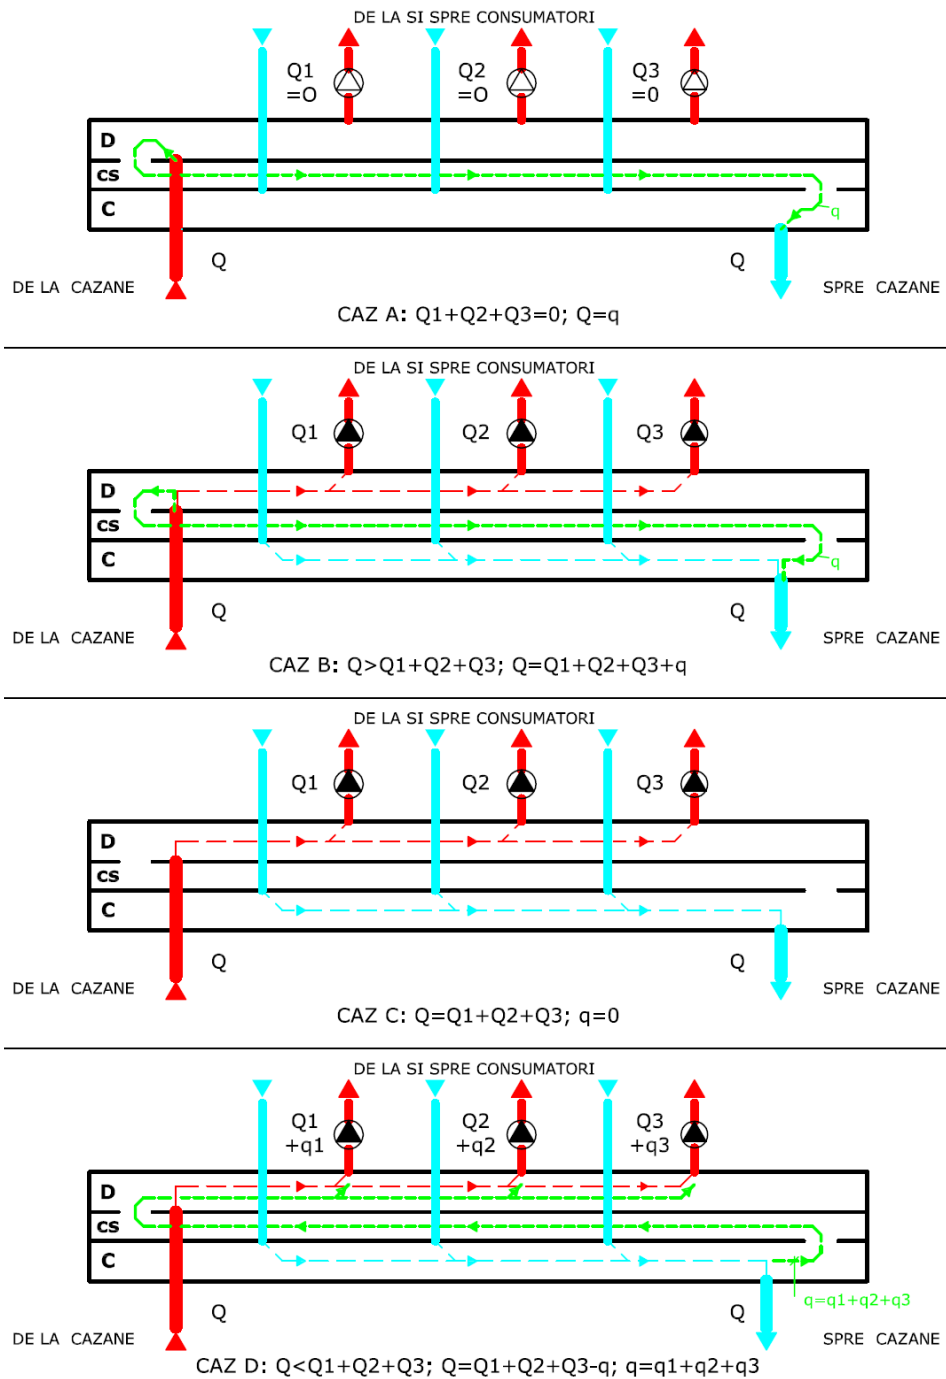 DE LA SI SPRE CONSUMATORI
Q1 Q2 Q3
=O =O =0
D
cs
C
q
Q Q
DE LA CAZANE SPRE CAZANE
CAZ A: Q1+Q2+Q3=0; Q=q
DE LA SI SPRE CONSUMATORI
Q1 Q2 Q3
D
cs
C
q
Q Q
DE LA CAZANE SPRE CAZANE
CAZ B: Q>Q1+Q2+Q3; Q=Q1+Q2+Q3+q
DE LA SI SPRE CONSUMATORI
Q1 Q2 Q3
D
cs
C
Q Q
DE LA CAZANE SPRE CAZANE
CAZ C: Q=Q1+Q2+Q3; q=0
DE LA SI SPRE CONSUMATORI
Q1 Q2 Q3
+q1 +q2 +q3
D
cs
C
q=q1+q2+q3
Q Q
DE LA CAZANE SPRE CAZANE
CAZ D: Q<Q1+Q2+Q3; Q=Q1+Q2+Q3-q; q=q1+q2+q3